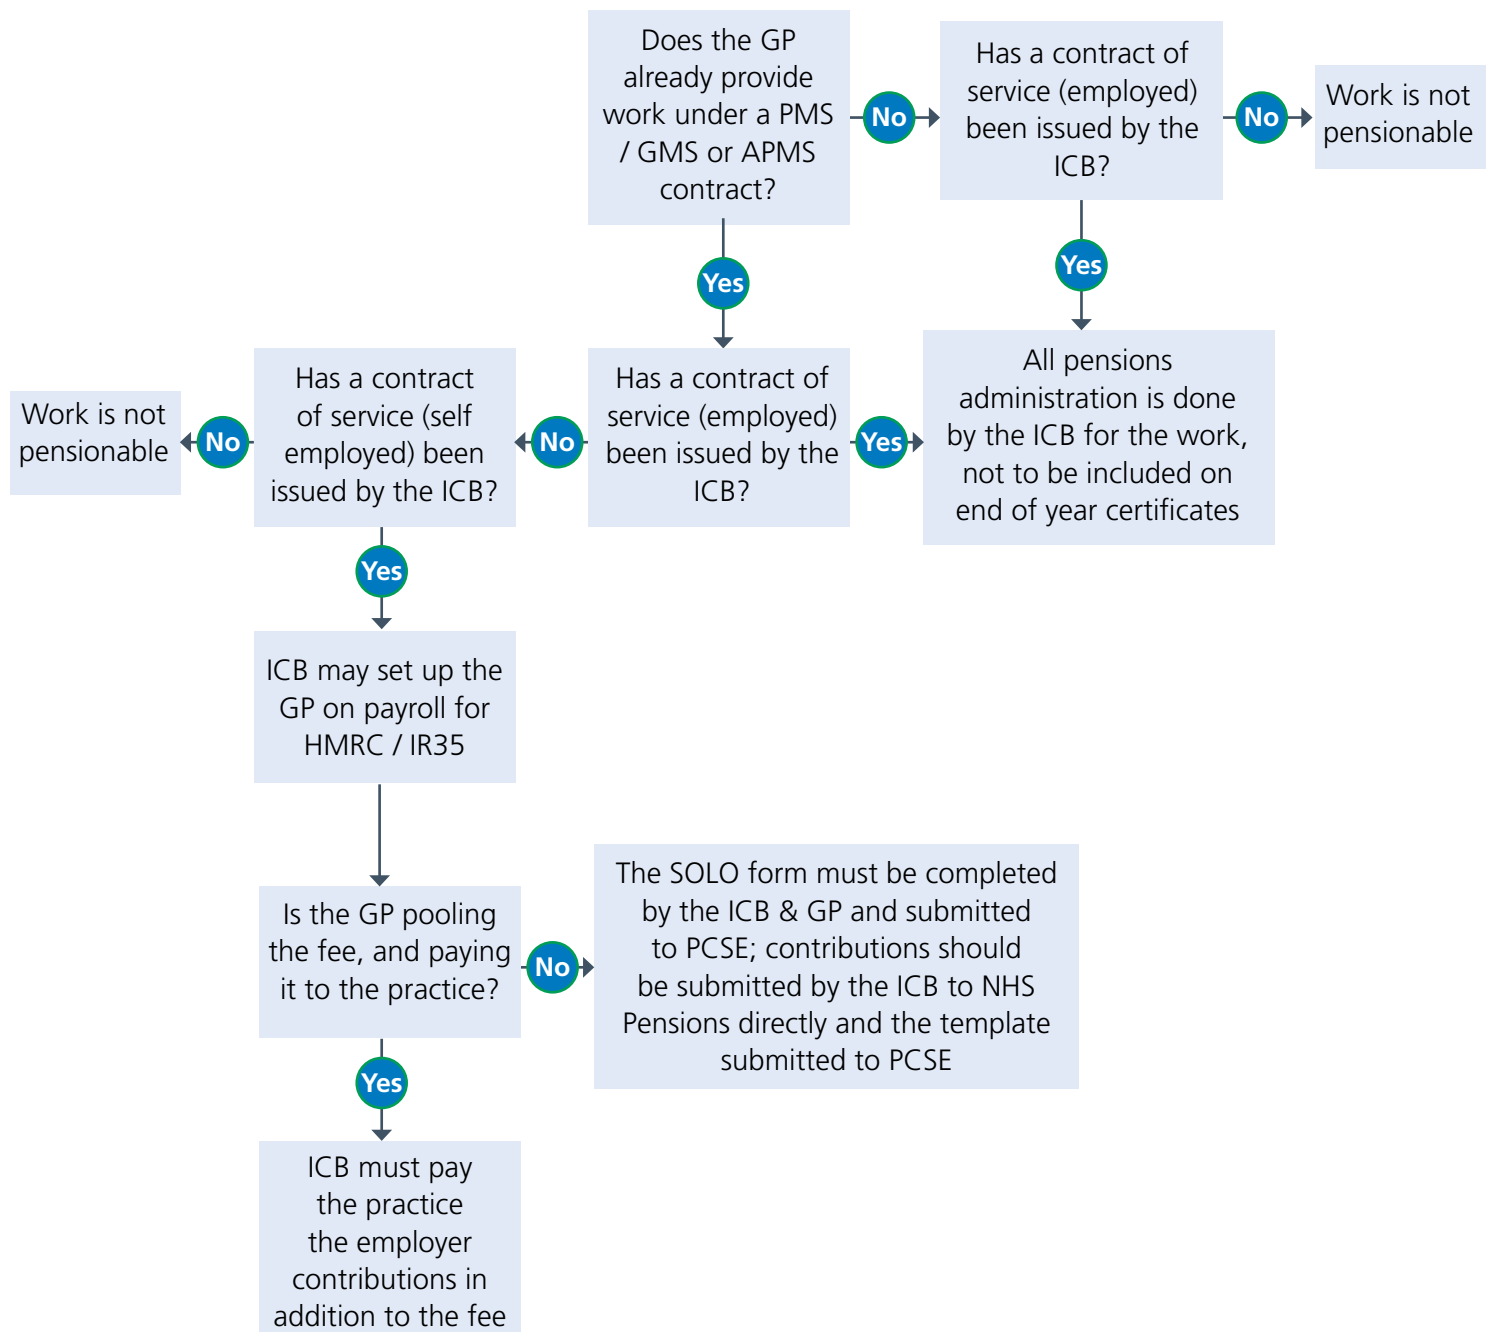 Does the GP
already provide
work under a PMS
/ GMS or APMS
contract?
No
Has a contract of
service (employed)
been issued by the
ICB?
No
Work is not
pensionable
Yes
Yes
Work is not
pensionable
No
Has a contract
of service (self
employed) been
issued by the ICB?
No
Has a contract of
service (employed)
been issued by the
ICB?
Yes
All pensions
administration is done
by the ICB for the work,
not to be included on
end of year certificates
Yes
ICB may set up the
GP on payroll for
HMRC / IR35
Is the GP pooling
the fee, and paying
it to the practice?
No
The SOLO form must be completed
by the ICB & GP and submitted
to PCSE; contributions should
be submitted by the ICB to NHS
Pensions directly and the template
submitted to PCSE
Yes
ICB must pay
the practice
the employer
contributions in
addition to the fee